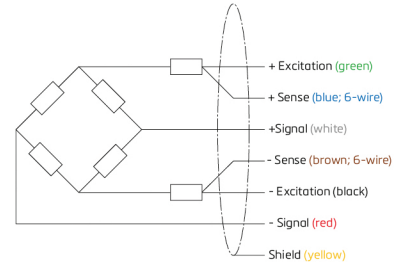 + Excitation (green)
+ Sense (blue; 6-wire)
+Signal (white)
- Sense (brown; 6-wire)
- Excitation (black)
- Signal (red)
Shield (yellow)